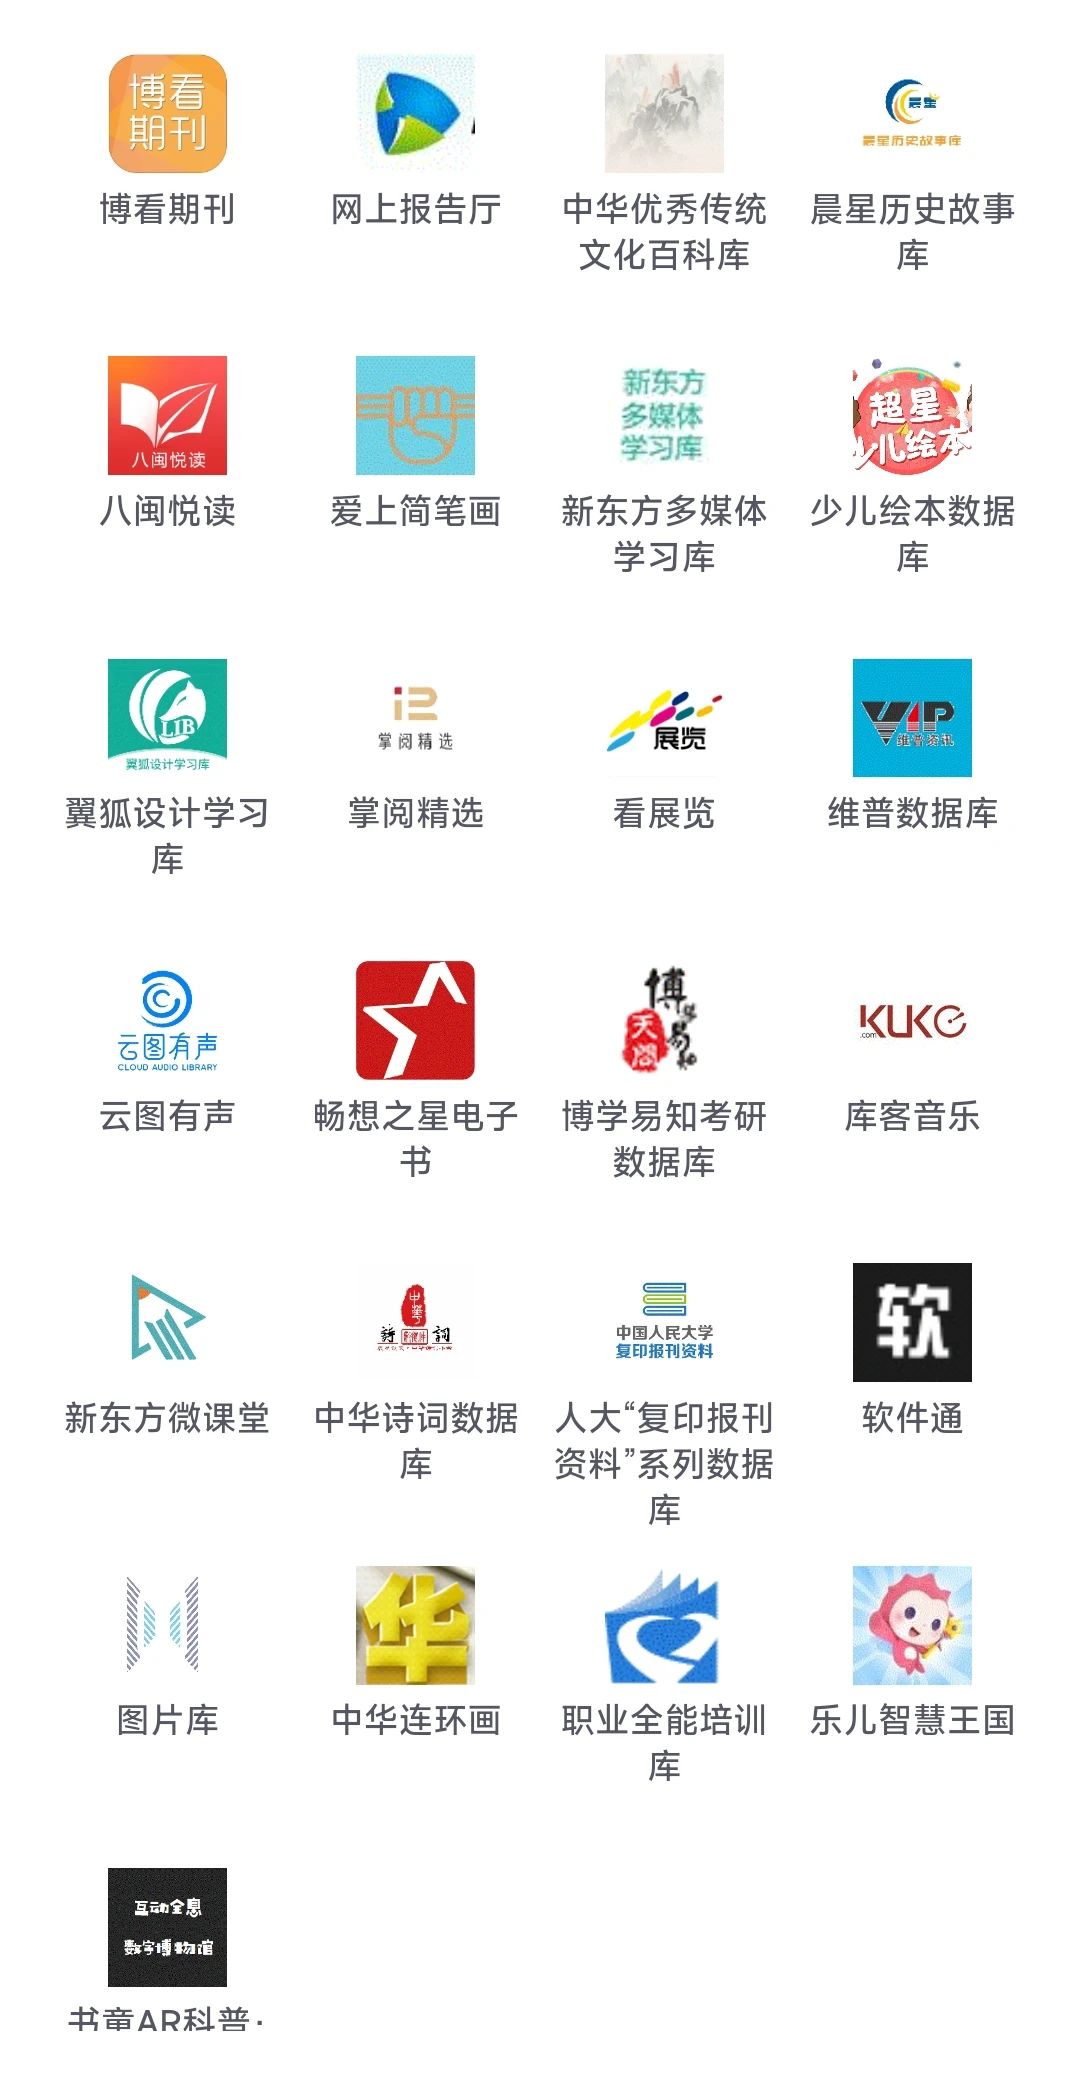 博看
期刊
晨星
晨星历史故事库
博看期刊
网上报告厅
中华优秀传统
文化百科库
晨星历史故事
库
八闽悦读
新东方
多媒体
学习库
超星
少儿绘本
八闽悦读
爱上简笔画
新东方多媒体
学习库
少儿绘本数据
库
LIB
翼狐设计学习库
掌阅精选
展览
VIP
维普资讯
翼狐设计学习
库
掌阅精选
看展览
维普数据库
云图有声
CLOUD AUDIO LIBRARY
博学易知
天阁
KUKE
.com
云图有声
畅想之星电子
书
博学易知考研
数据库
库客音乐
中華
詩 詞
中国人民大学
复印报刊资料
软
新东方微课堂
中华诗词数据
库
人大“复印报刊
资料”系列数据
库
软件通
华
图片库
中华连环画
职业全能培训
库
乐儿智慧王国
互动全息
数字博物馆
书童AR科普·